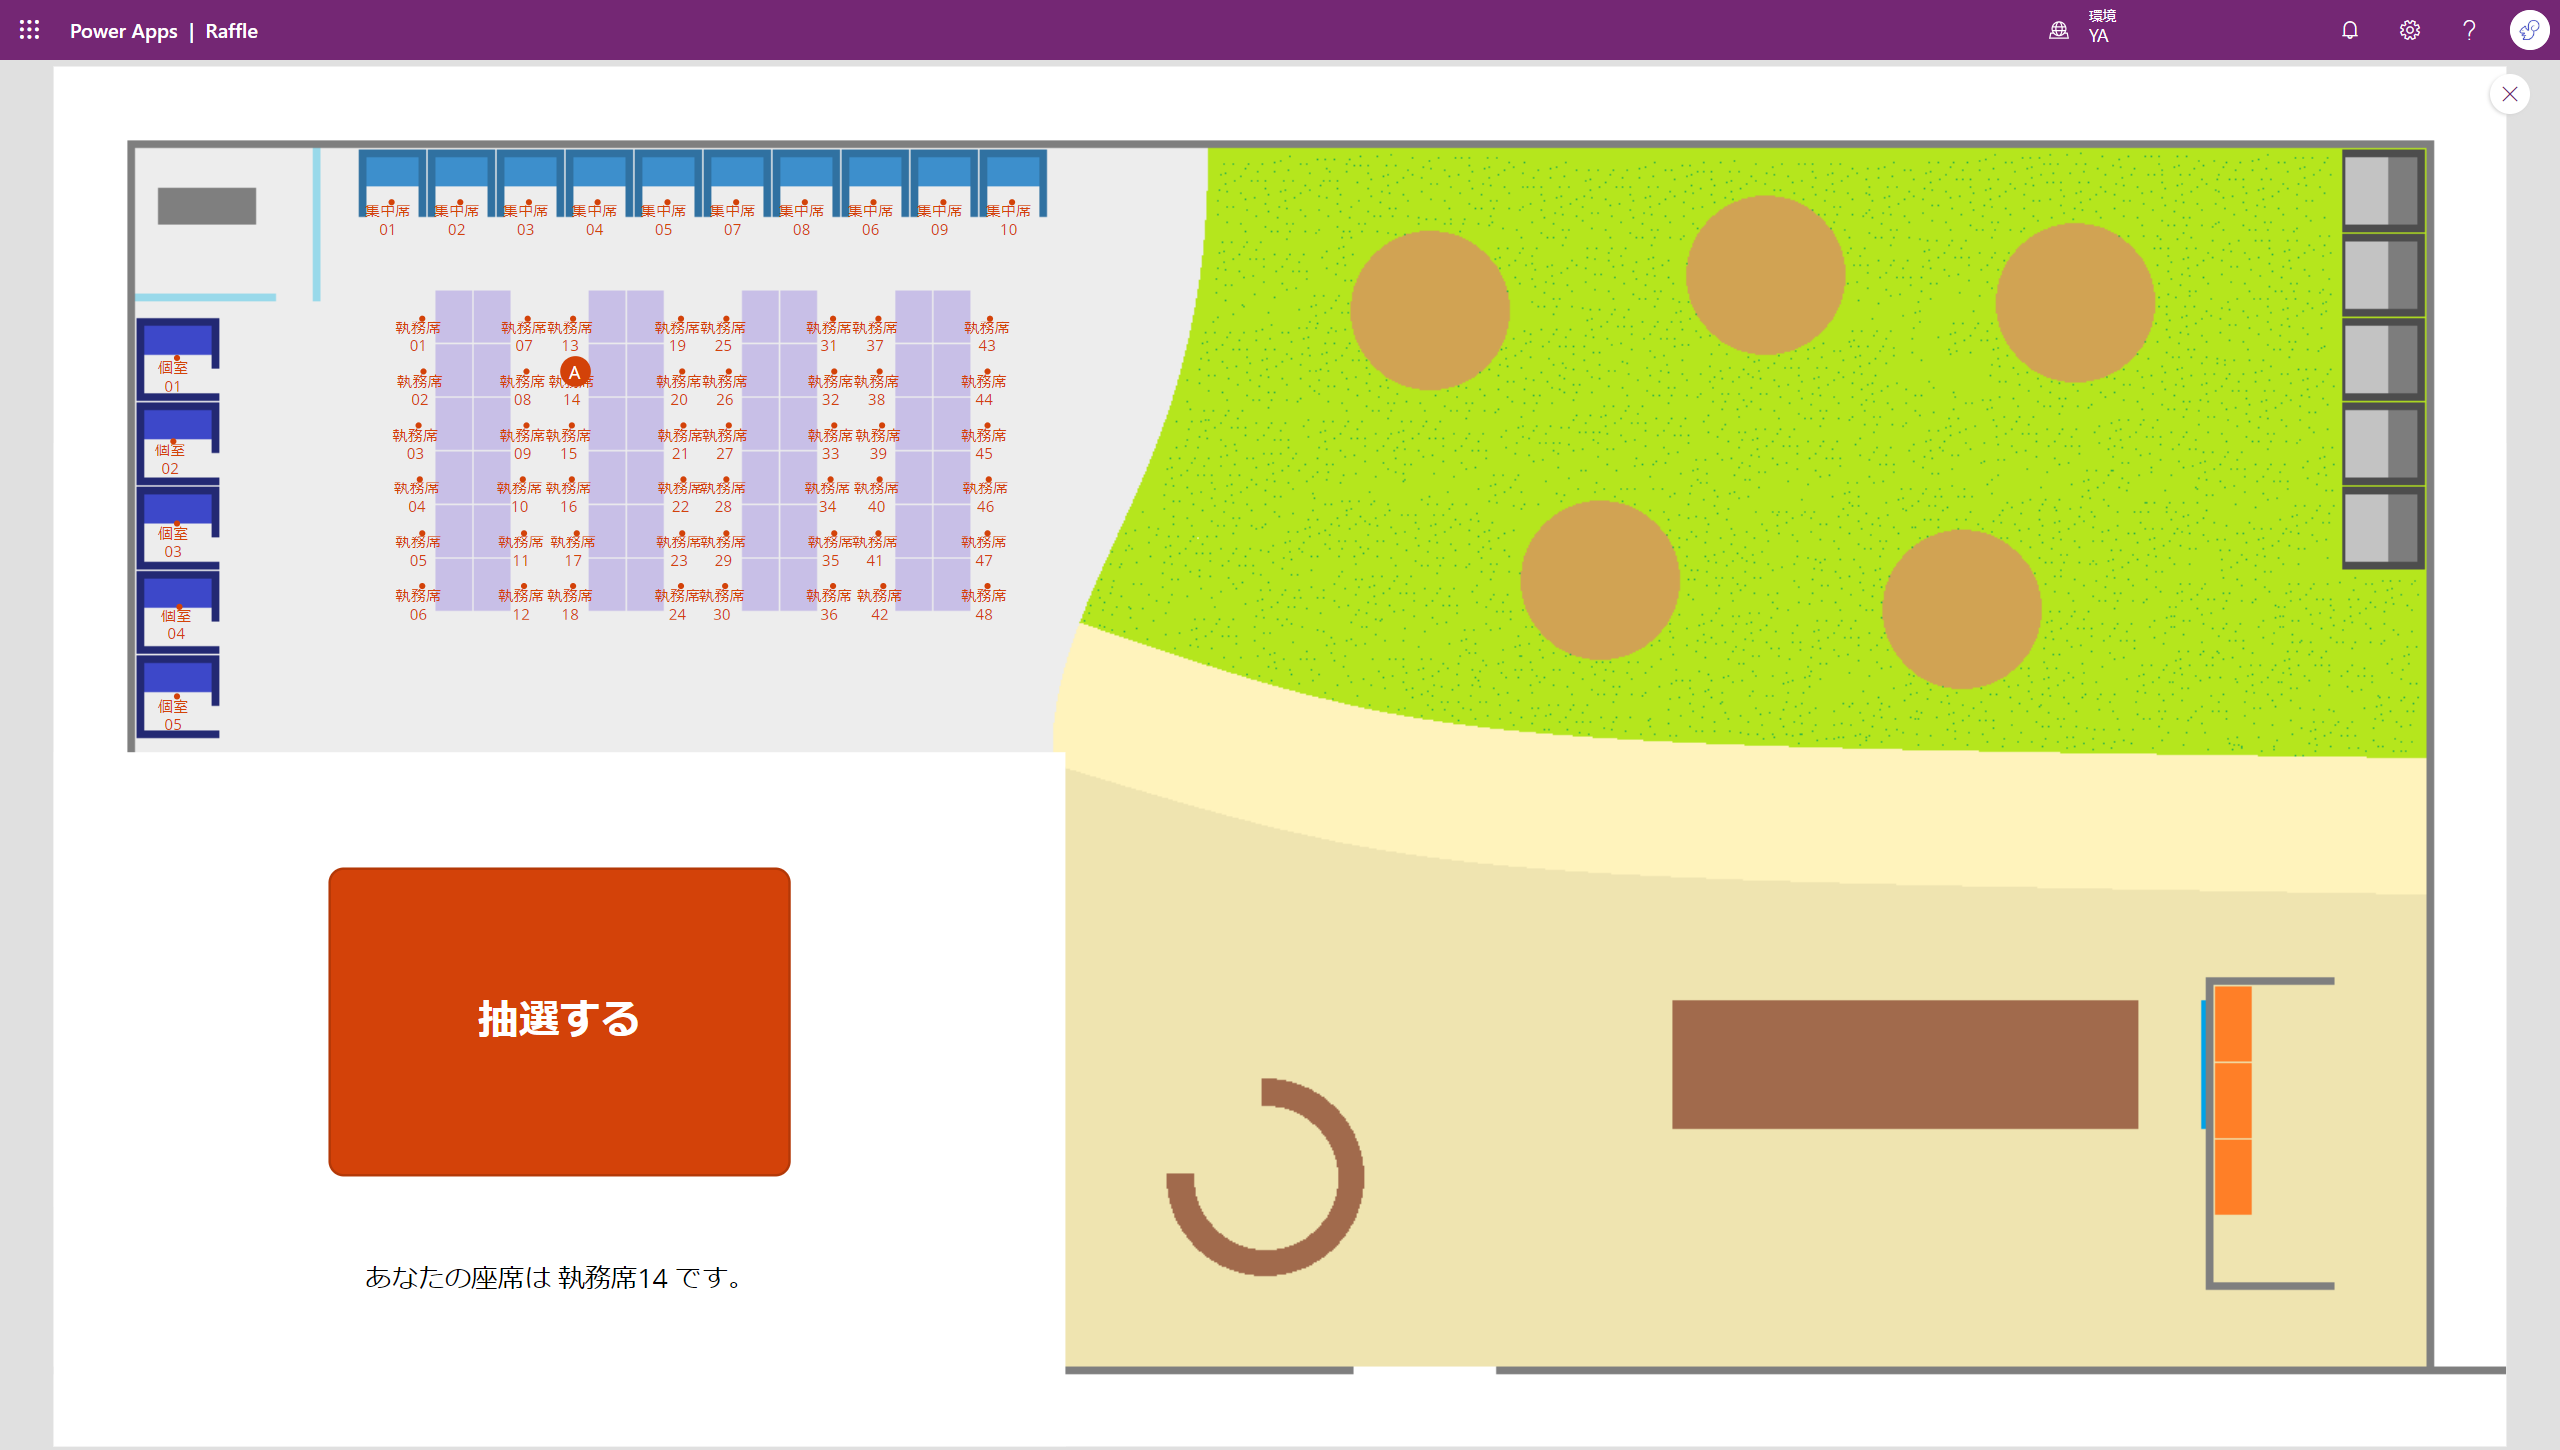 Power Apps | Raffle
環境
YA
集中席 集中席 集中席 集中席 集中席 集中席 集中席 集中席 集中席 集中席
01 02 03 04 05 07 08 06 09 10
執務席 執務席 執務席 執務席 執務席 執務席 執務席 執務席
01 07 13 19 25 31 37 43
A
執務席 執務席 執務席 執務席 執務席 執務席 執務席 執務席
02 08 14 20 26 32 38 44
執務席 執務席 執務席 執務席 執務席 執務席 執務席 執務席
03 09 15 21 27 33 39 45
執務席 執務席 執務席 執務席 執務席 執務席 執務席 執務席
04 10 16 22 28 34 40 46
執務席 執務席 執務席 執務席 執務席 執務席 執務席 執務席
05 11 17 23 29 35 41 47
執務席 執務席 執務席 執務席 執務席 執務席 執務席 執務席
06 12 18 24 30 36 42 48
個室
01
個室
02
個室
03
個室
04
個室
05
抽選する
あなたの座席は 執務席14 です。